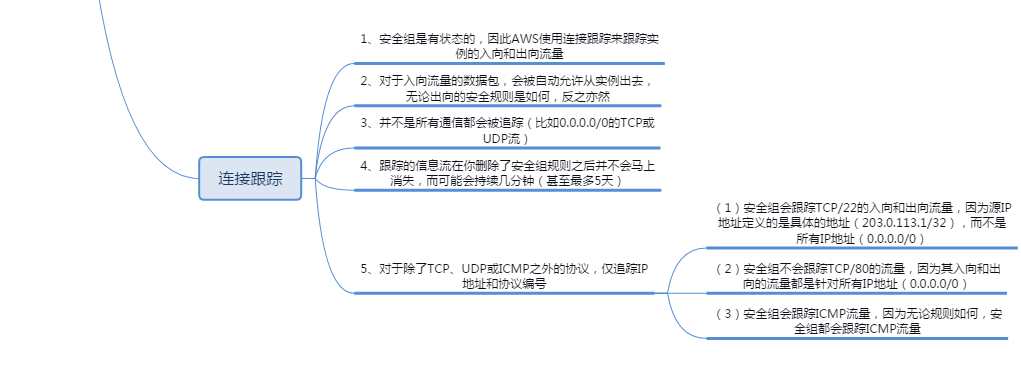 1、安全组是有状态的，因此AWS使用连接跟踪来跟踪实
例的入向和出向流量
2、对于入向流量的数据包，会被自动允许从实例出去，
无论出向的安全规则是如何，反之亦然
3、并不是所有通信都会被追踪（比如0.0.0.0/0的TCP或
UDP流）
连接跟踪
4、跟踪的信息流在你删除了安全组规则之后并不会马上
消失，而可能会持续几分钟（甚至最多5天）
5、对于除了TCP、UDP或ICMP之外的协议，仅追踪IP
地址和协议编号
（1）安全组会跟踪TCP/22的入向和出向流量，因为源IP
地址定义的是具体的地址（203.0.113.1/32），而不是
所有IP地址（0.0.0.0/0）
（2）安全组不会跟踪TCP/80的流量，因为其入向和出
向的流量都是针对所有IP地址（0.0.0.0/0）
（3）安全组会跟踪ICMP流量，因为无论规则如何，安
全组都会跟踪ICMP流量